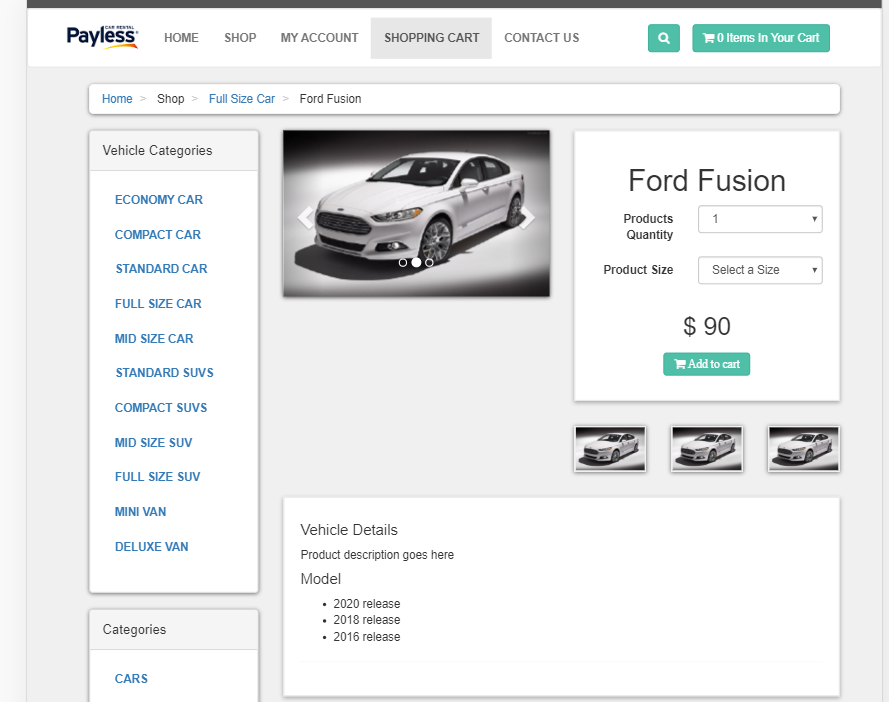 CAR RENTAL
Payless
HOME
SHOP
MY ACCOUNT
SHOPPING CART
CONTACT US
0 Items In Your Cart
Home > Shop > Full Size Car > Ford Fusion
Vehicle Categories
ECONOMY CAR
COMPACT CAR
STANDARD CAR
FULL SIZE CAR
MID SIZE CAR
STANDARD SUVS
COMPACT SUVS
MID SIZE SUV
FULL SIZE SUV
MINI VAN
DELUXE VAN
Categories
CARS
Ford Fusion
Products
Quantity
1
Product Size
Select a Size
$ 90
Add to cart
Vehicle Details
Product description goes here
Model
• 2020 release
• 2018 release
• 2016 release